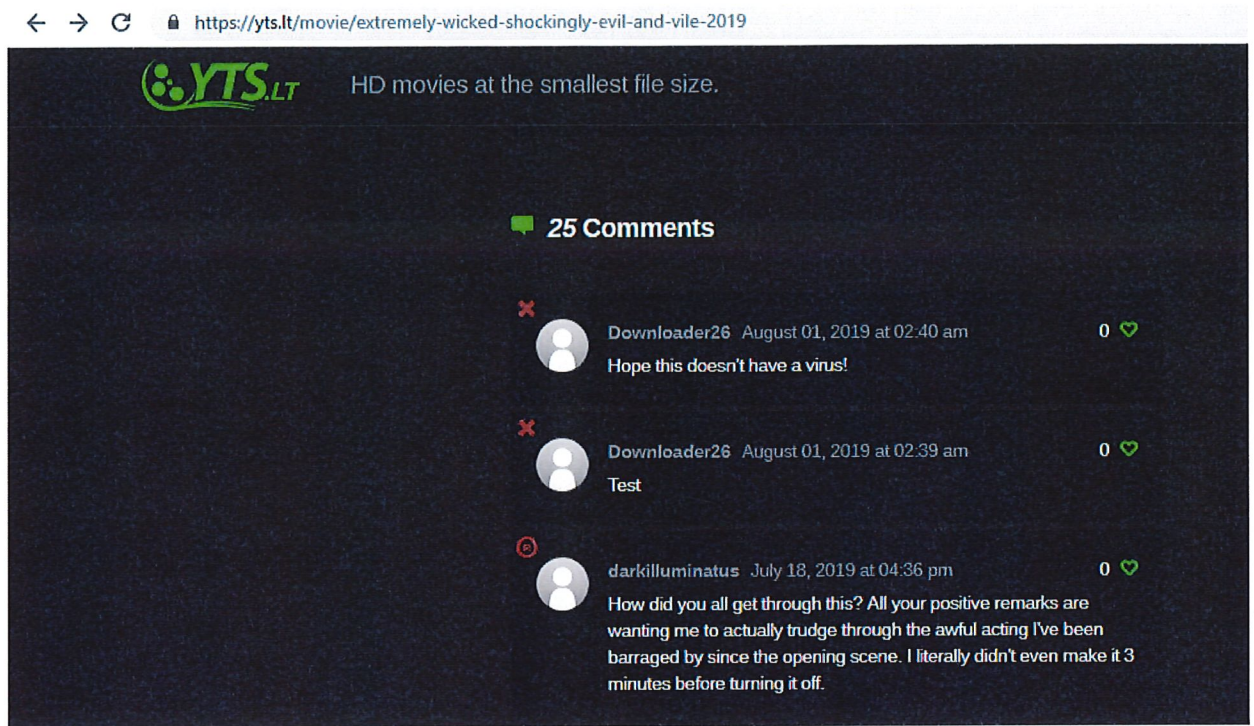 https://yts.lt/movie/extremely-wicked-shockingly-evil-and-vile-2019
YTS.LT HD movies at the smallest file size.
25 Comments
Downloader26 August 01, 2019 at 02:40 am 0
Hope this doesn't have a virus!
Downloader26 August 01, 2019 at 02:39 am 0
Test
darkilluminatus July 18, 2019 at 04:36 pm 0
How did you all get through this? All your positive remarks are
wanting me to actually trudge through the awful acting I've been
barraged by since the opening scene. I literally didn't even make it 3
minutes before turning it off.